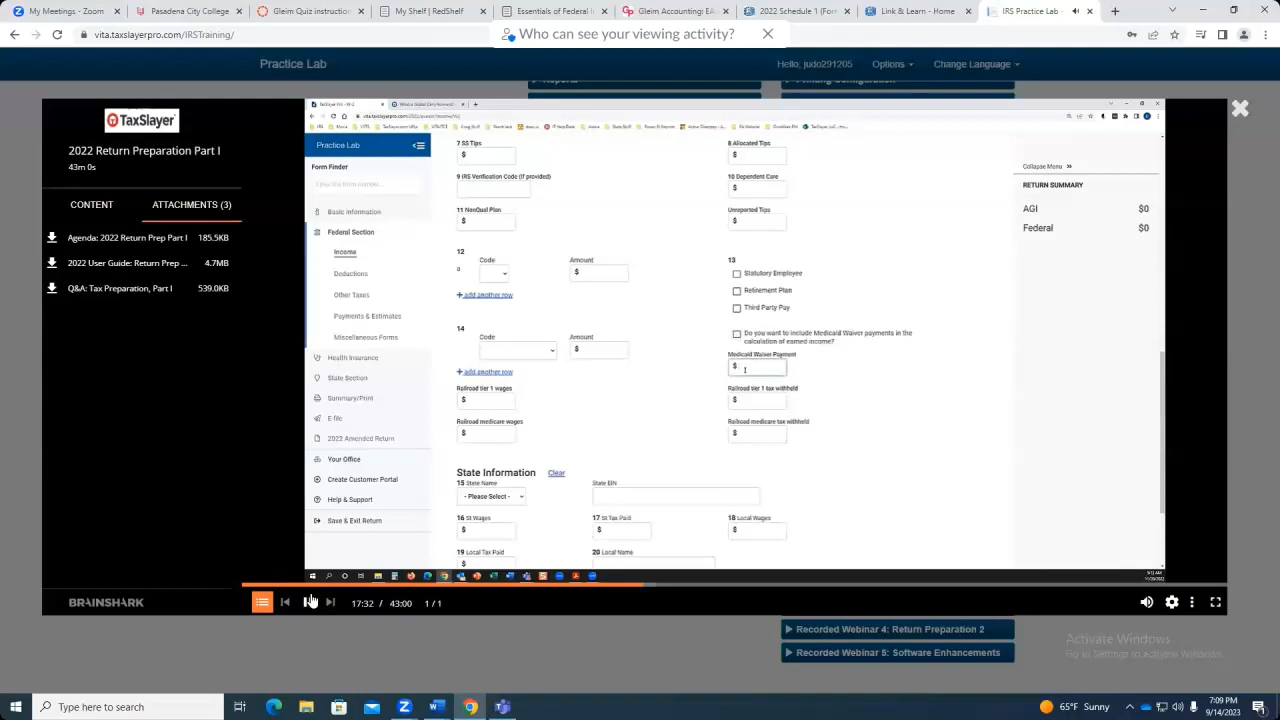 Meetings - Zoom
Pasadena City College
Gleim Quiz Instruction
My Shelf | RedShelf
Essentials of Federal I
Gleim Accounting EA
2022 Schedule 1 (Form
Link & Learn - Home
IRS Practice Lab
vita.taxslayerpro.com/IRSTraining/
Who can see your viewing activity?
Practice Lab
Hello, judo291205 Options Change Language
TaxSlayer
2022 Return Preparation Part I
43m 0s
CONTENT ATTACHMENTS (3)
Agenda: 2022 Return Prep Part I 185.5KB
2022 User Guide: Return Prep ... 4.7MB
Q&A: Tax Preparation, Part I 539.0KB
Practice Lab
Form Finder
Basic Information
Federal Section
Income
Deductions
Other Taxes
Payments & Estimates
Miscellaneous Forms
Health Insurance
State Section
Summary/Print
E-file
2022 Amended Return
Your Office
Create Customer Portal
Help & Support
Save & Exit Return
7 SS Tips
$
8 Allocated Tips
$
9 IRS Verification Code (If provided)
10 Dependent Care
$
11 NonQual Plan
$
Unreported Tips
$
12
Code Amount
a $
+ add another row
13
Statutory Employee
Retirement Plan
Third Party Pay
14
Code Amount
$
+ add another row
Do you want to include Medicaid Waiver payments in the
calculation of earned income?
Medicaid Waiver Payment
$
Railroad tier 1 wages
$
Railroad tier 1 tax withheld
$
Railroad medicare wages
$
Railroad medicare tax withheld
$
State Information Clear
15 State Name
- Please Select -
State EIN
16 St Wages
$
17 St Tax Paid
$
18 Local Wages
$
19 Local Tax Paid
$
20 Local Name
Collapse Menu »
RETURN SUMMARY
AGI $0
Federal $0
BRAINSHARK
17:32 / 43:00 1 / 1
Recorded Webinar 4: Return Preparation 2
Recorded Webinar 5: Software Enhancements
Activate Windows
Go to Settings to activate Windows.
Type here to search
65°F Sunny
7:09 PM
9/14/2023